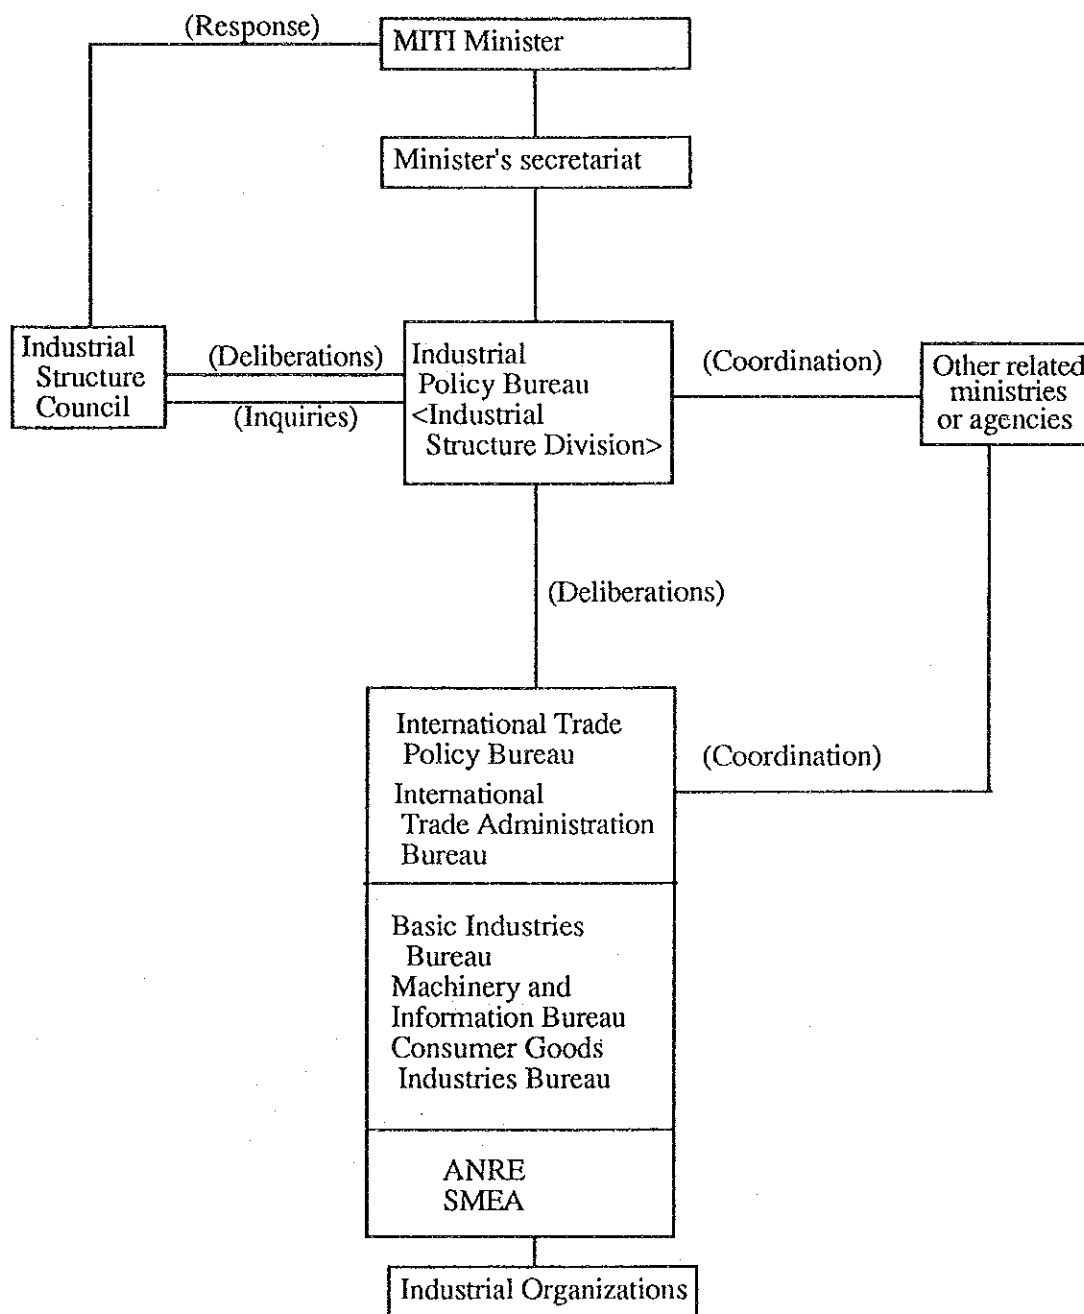 (Response)
MITI Minister
Minister's secretariat
Industrial
Structure
Council
(Deliberations)
(Inquiries)
Industrial
Policy Bureau
<Industrial
Structure Division>
(Coordination)
Other related
ministries
or agencies
(Deliberations)
International Trade
Policy Bureau
International
Trade Administration
Bureau
(Coordination)
Basic Industries
Bureau
Machinery and
Information Bureau
Consumer Goods
Industries Bureau
ANRE
SMEA
Industrial Organizations